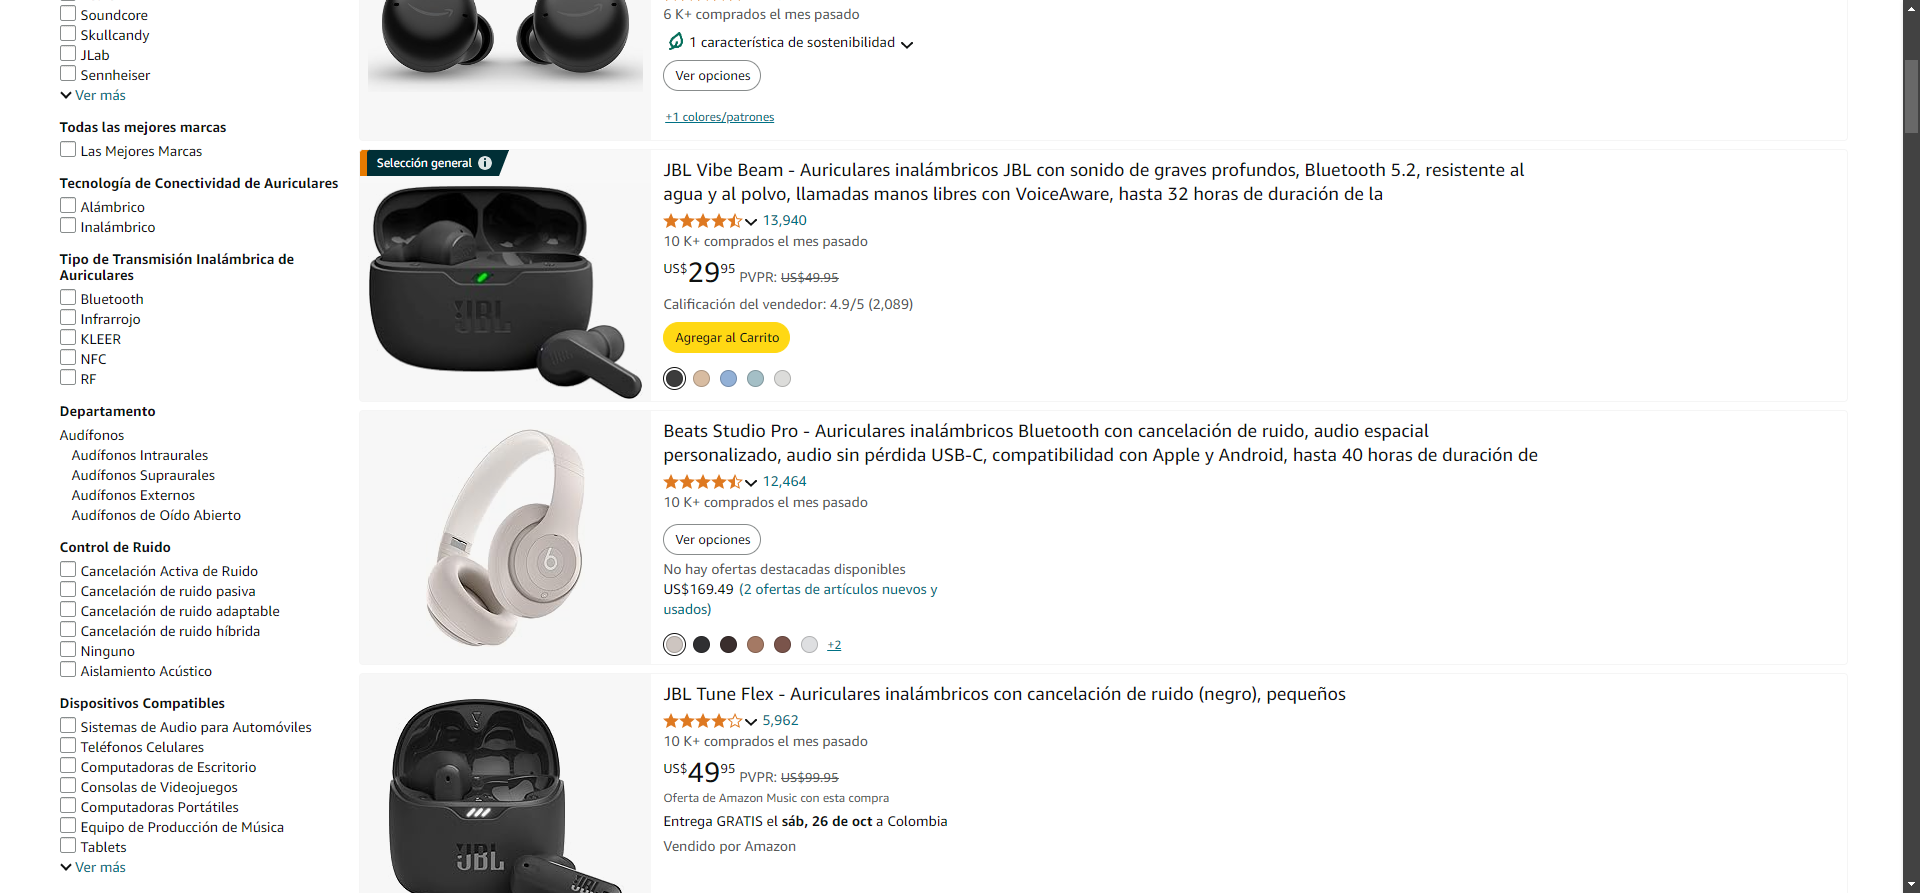 Soundcore
Skullcandy
JLab
Sennheiser
Ver más
Todas las mejores marcas
Las Mejores Marcas
Tecnología de Conectividad de Auriculares
Alámbrico
Inalámbrico
Tipo de Transmisión Inalámbrica de
Auriculares
Bluetooth
Infrarrojo
KLEER
NFC
RF
Departamento
Audífonos
Audífonos Intraurales
Audífonos Supraurales
Audífonos Externos
Audífonos de Oído Abierto
Control de Ruido
Cancelación Activa de Ruido
Cancelación de ruido pasiva
Cancelación de ruido adaptable
Cancelación de ruido híbrida
Ninguno
Aislamiento Acústico
Dispositivos Compatibles
Sistemas de Audio para Automóviles
Teléfonos Celulares
Computadoras de Escritorio
Consolas de Videojuegos
Computadoras Portátiles
Equipo de Producción de Música
Tablets
Ver más
6 K+ comprados el mes pasado
1 característica de sostenibilidad
Ver opciones
+1 colores/patrones
Selección general
JBL
JBL
JBL Vibe Beam - Auriculares inalámbricos JBL con sonido de graves profundos, Bluetooth 5.2, resistente al
agua y al polvo, llamadas manos libres con VoiceAware, hasta 32 horas de duración de la
13,940
10 K+ comprados el mes pasado
US$29.95 PVPR: US$49.95
Calificación del vendedor: 4.9/5 (2,089)
Agregar al Carrito
Beats Studio Pro - Auriculares inalámbricos Bluetooth con cancelación de ruido, audio espacial
personalizado, audio sin pérdida USB-C, compatibilidad con Apple y Android, hasta 40 horas de duración de
12,464
10 K+ comprados el mes pasado
Ver opciones
No hay ofertas destacadas disponibles
US$169.49 (2 ofertas de artículos nuevos y
usados)
+2
JBL
JBL
JBL Tune Flex - Auriculares inalámbricos con cancelación de ruido (negro), pequeños
5,962
10 K+ comprados el mes pasado
US$49.95 PVPR: US$99.95
Oferta de Amazon Music con esta compra
Entrega GRATIS el sáb, 26 de oct a Colombia
Vendido por Amazon